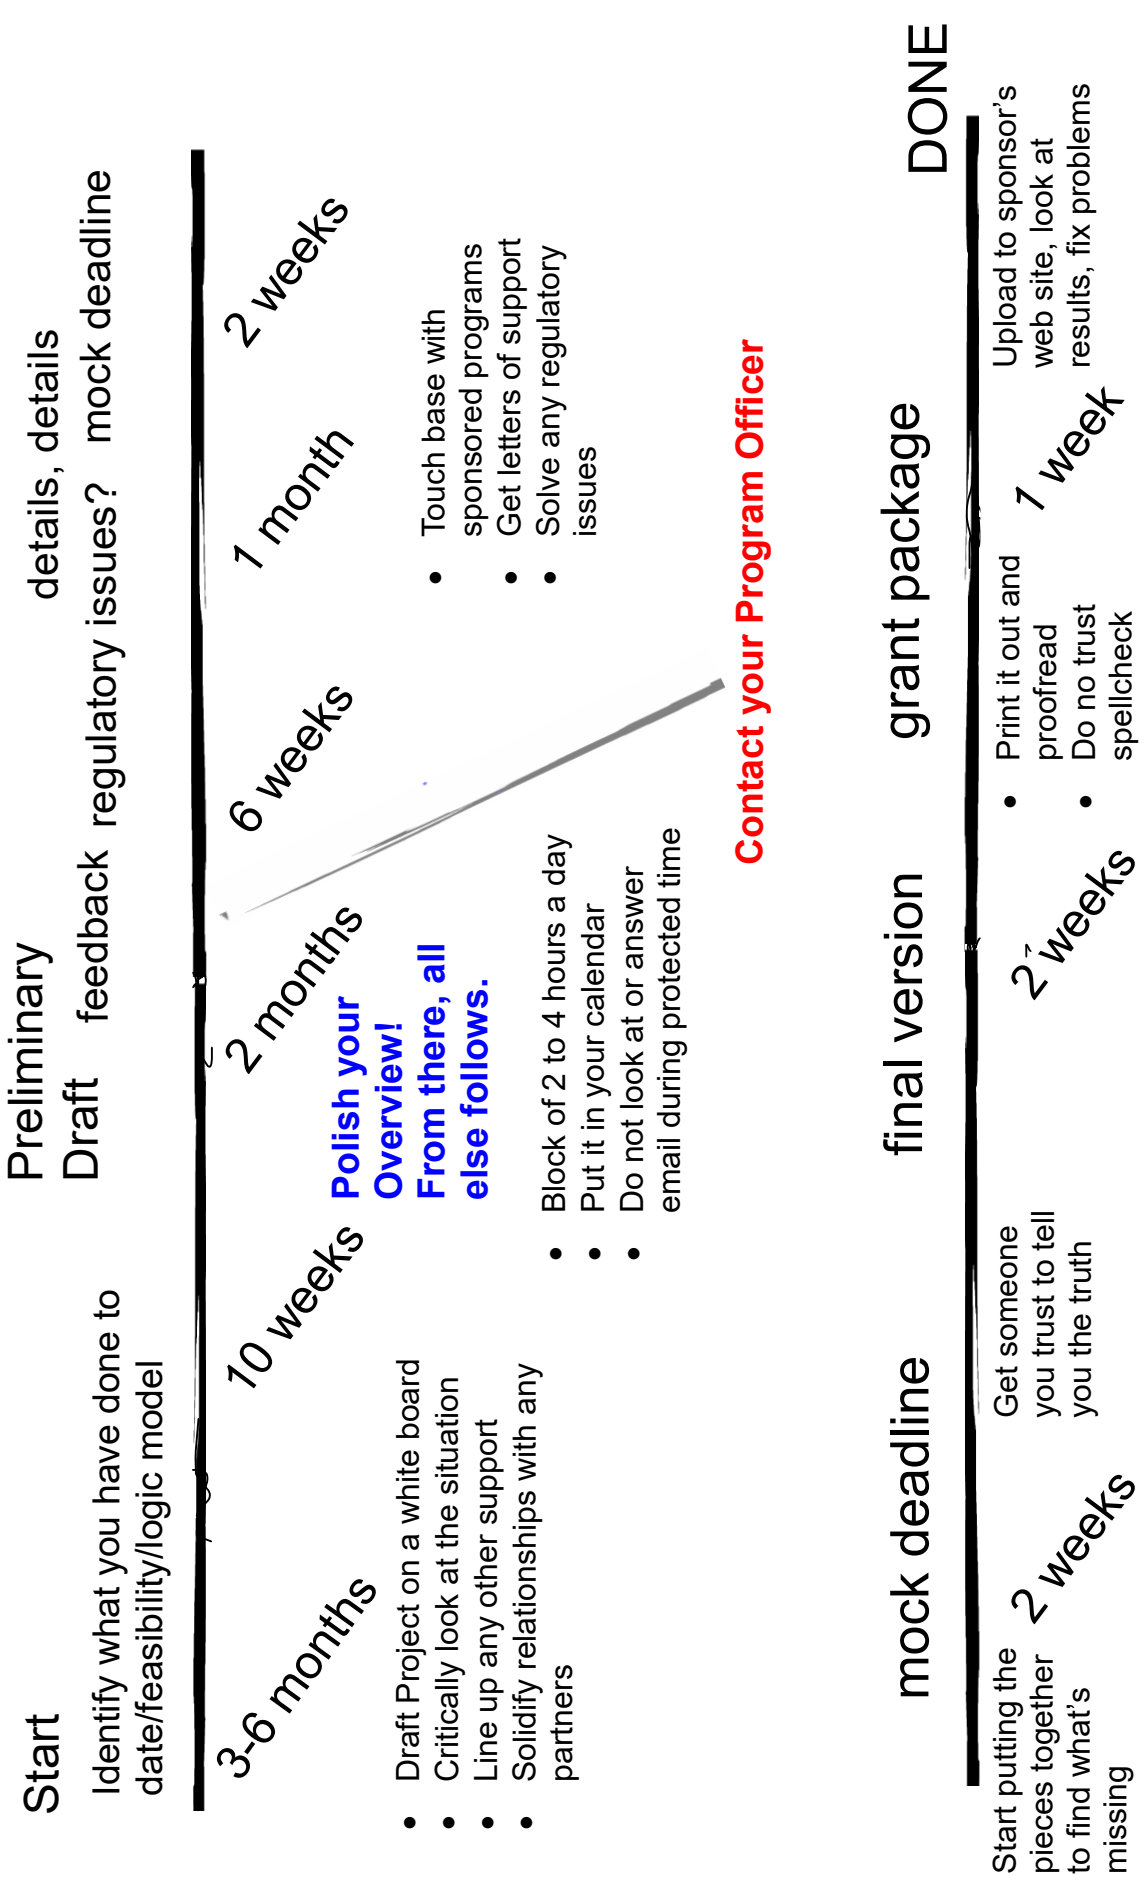 Start
Identify what you have done to
date/feasibility/logic model
Preliminary
Draft
feedback
regulatory issues?
details, details
mock deadline
3-6 months
10 weeks
2 months
6 weeks
1 month
2 weeks
• Draft Project on a white board
• Critically look at the situation
• Line up any other support
• Solidify relationships with any
partners
Polish your
Overview!
From there, all
else follows.
• Block of 2 to 4 hours a day
• Put it in your calendar
• Do not look at or answer
email during protected time
• Touch base with
sponsored programs
• Get letters of support
• Solve any regulatory
issues
Contact your Program Officer
mock deadline
final version
grant package
DONE
Start putting the
pieces together
to find what's
missing
2 weeks
Get someone
you trust to tell
you the truth
2 weeks
• Print it out and
proofread
• Do no trust
spellcheck
1 week
Upload to sponsor's
web site, look at
results, fix problems